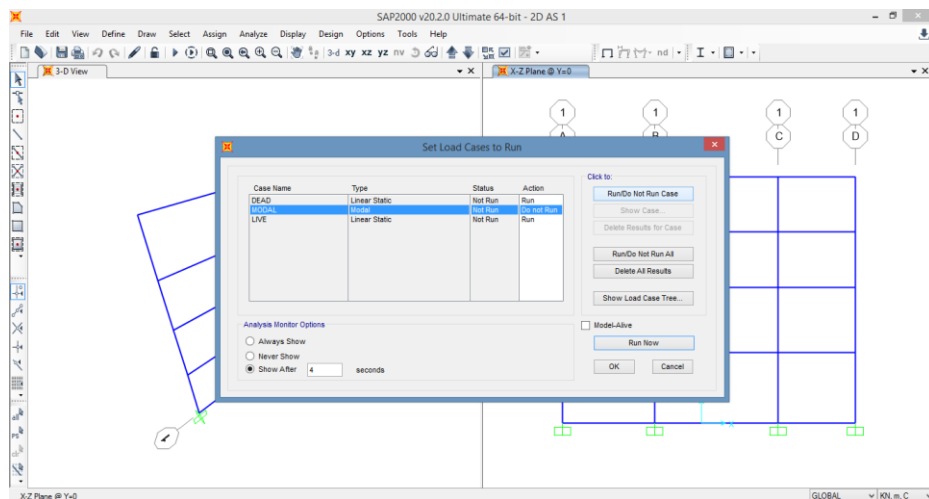 SAP2000 v20.2.0 Ultimate 64-bit - 2D AS 1
File Edit View Define Draw Select Assign Analyze Display Design Options Tools Help
3-d xy xz yz nv nd
3-D View
X-Z Plane @ Y=0
1 1 1 1
A B C D
Set Load Cases to Run
Click to:
Case Name Type Status Action
DEAD Linear Static Not Run Run
MODAL Modal Not Run Do not Run
LIVE Linear Static Not Run Run
Run/Do Not Run Case
Show Case...
Delete Results for Case
Run/Do Not Run All
Delete All Results
Show Load Case Tree...
Analysis Monitor Options
Always Show
Never Show
Show After 4 seconds
Model-Alive
Run Now
OK Cancel
X-Z Plane @ Y=0
GLOBAL KN, m, C